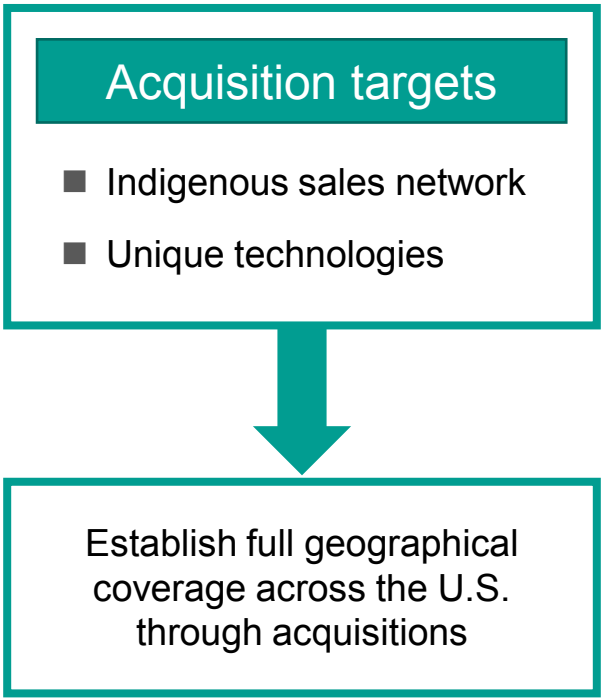 Acquisition targets
Indigenous sales network
Unique technologies
Establish full geographical
coverage across the U.S.
through acquisitions